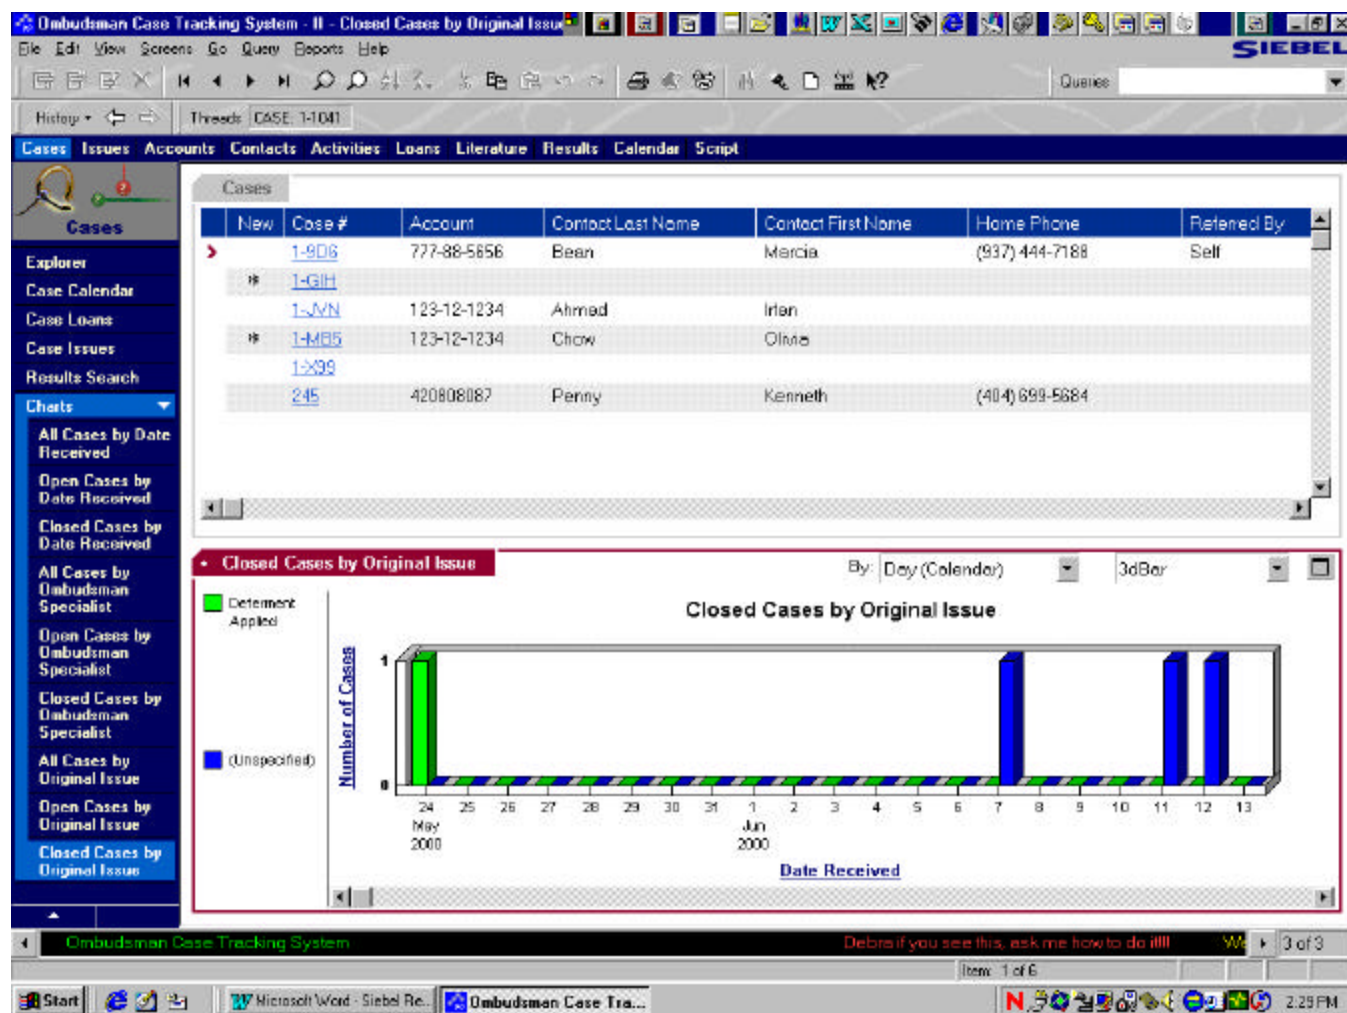 Ombudsman Case Tracking System - II - Closed Cases by Original Issu
File Edit View Screens Go Query Reports Help
SIEBEL
Queries
History Threads: CASE: 1-1041
Cases Issues Accounts Contacts Activities Loans Literature Results Calendar Script
Cases
Explorer
Case Calendar
Case Loans
Case Issues
Results Search
Charts
All Cases by Date
Received
Open Cases by
Date Received
Closed Cases by
Date Received
All Cases by
Ombudsman
Specialist
Open Cases by
Ombudsman
Specialist
Closed Cases by
Ombudsman
Specialist
All Cases by
Original Issue
Open Cases by
Original Issue
Closed Cases by
Original Issue
Cases
New Case # Account Contact Last Name Contact First Name Home Phone Referred By
1-9D6 777-88-5656 Bean Marcia (937) 444-7188 Self
* 1-GIH
1-JVN 123-12-1234 Ahmed Irfan
* 1-MB5 123-12-1234 Chow Olivia
1-X99
245 420808087 Penny Kenneth (404) 699-5684
Closed Cases by Original Issue
By: Day (Calendar) 3dBar
Deferment
Applied
(Unspecified)
Closed Cases by Original Issue
Number of Cases
1
0
24 25 26 27 28 29 30 31 1 2 3 4 5 6 7 8 9 10 11 12 13
May Jun
2000 2000
Date Received
Ombudsman Case Tracking System Debra if you see this, ask me how to do it!!!! We 3 of 3
Item: 1 of 6
Start Microsoft Word - Siebel Re... Ombudsman Case Tra... 2:29 PM